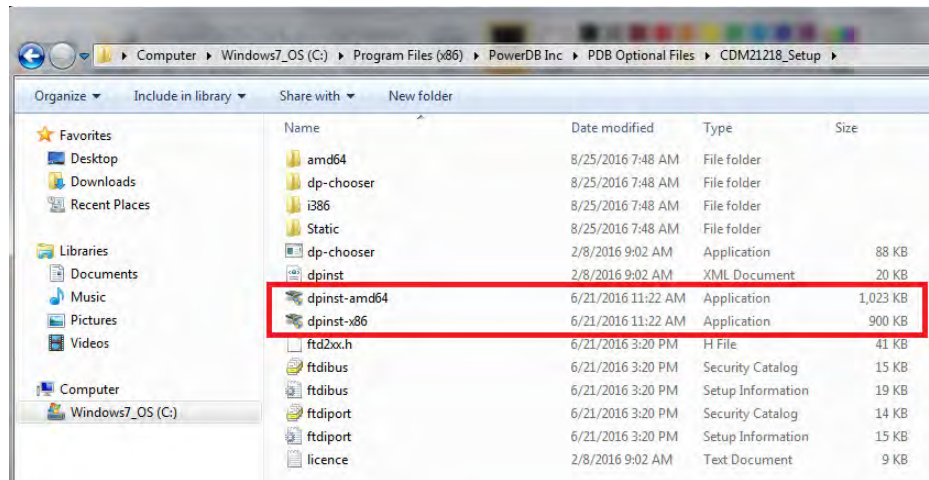 Computer ▸ Windows7_OS (C:) ▸ Program Files (x86) ▸ PowerDB Inc ▸ PDB Optional Files ▸ CDM21218_Setup ▸
Organize ▾ Include in library ▾ Share with ▾ New folder
Name Date modified Type Size
Favorites
Desktop
Downloads
Recent Places
Libraries
Documents
Music
Pictures
Videos
Computer
Windows7_OS (C:)
amd64 8/25/2016 7:48 AM File folder
dp-chooser 8/25/2016 7:48 AM File folder
i386 8/25/2016 7:48 AM File folder
Static 8/25/2016 7:48 AM File folder
dp-chooser 2/8/2016 9:02 AM Application 88 KB
dpinst 2/8/2016 9:02 AM XML Document 20 KB
dpinst-amd64 6/21/2016 11:22 AM Application 1,023 KB
dpinst-x86 6/21/2016 11:22 AM Application 900 KB
ftd2xx.h 6/21/2016 3:20 PM H File 41 KB
ftdibus 6/21/2016 3:20 PM Security Catalog 15 KB
ftdibus 6/21/2016 3:20 PM Setup Information 19 KB
ftdiport 6/21/2016 3:20 PM Security Catalog 14 KB
ftdiport 6/21/2016 3:20 PM Setup Information 15 KB
licence 2/8/2016 9:02 AM Text Document 9 KB